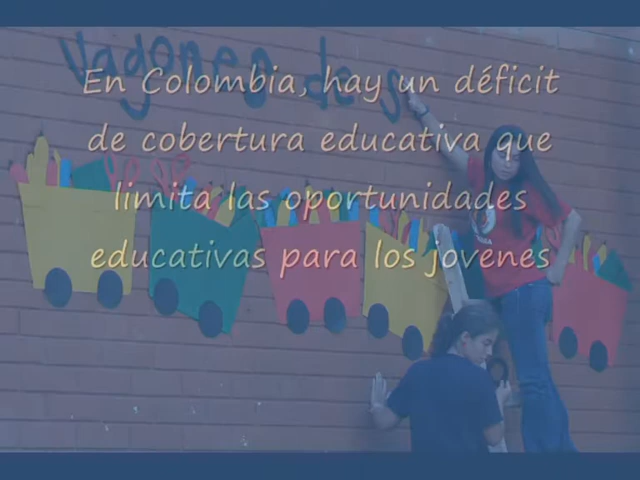 Vagones de s
En Colombia, hay un déficit
de cobertura educativa que
limita las oportunidades
educativas para los jovenes